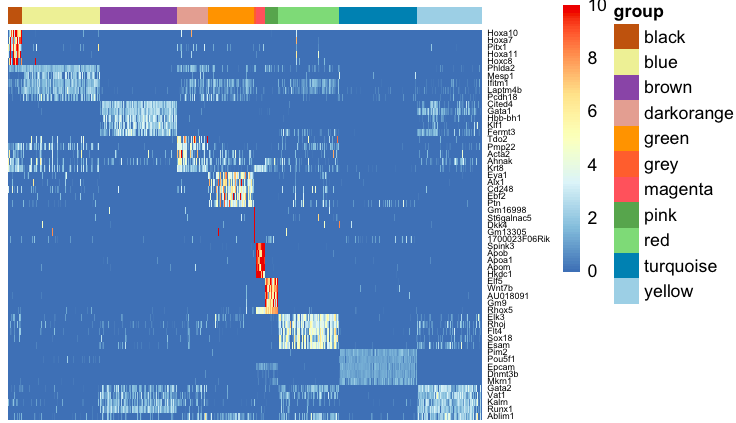 Hoxa10
Hoxa7
Pitx1
Hoxa11
Hoxc8
Phlda2
Mesp1
Ifitm1
Laptm4b
Pcdh18
Cited4
Gata1
Hbb-bh1
Klf1
Fermt3
Tdo2
Pmp22
Acta2
Ahnak
Krt8
Eya1
Alx1
Cd248
Ebf2
Ptn
Gm16998
St6galnac5
Dkk4
Gm13305
1700023F06Rik
Spink3
Apob
Apoa1
Apom
Hkdc1
Elf5
Wnt7b
AU018091
Gm9
Rhox5
Elk3
Rhoj
Flt4
Sox18
Esam
Pim2
Pou5f1
Epcam
Dnmt3b
Mkrn1
Gata2
Vat1
Kalrn
Runx1
Ablim1
10
8
6
4
2
0
group
black
blue
brown
darkorange
green
grey
magenta
pink
red
turquoise
yellow